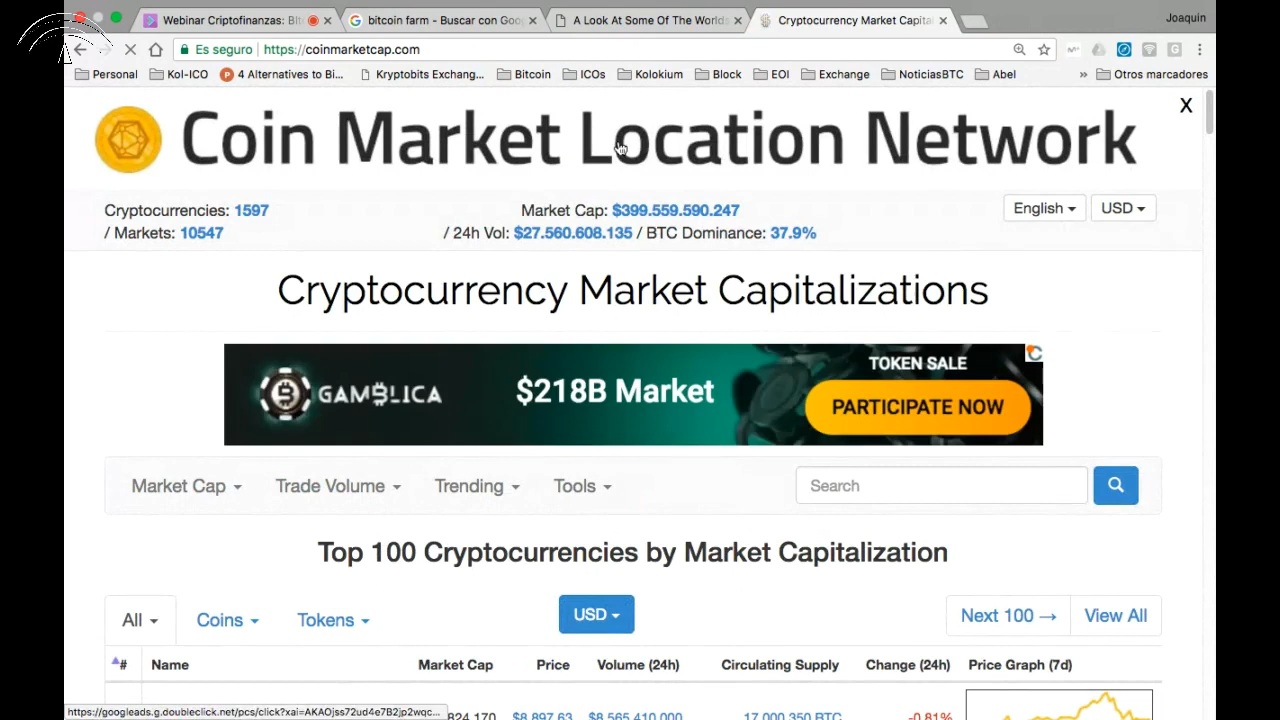 Webinar Criptofinanzas: Bit
bitcoin farm - Buscar con Goo
A Look At Some Of The Worlds
Cryptocurrency Market Capital
Joaquin
Es seguro
https://coinmarketcap.com
Personal
Kol-ICO
4 Alternatives to Bi...
Kryptobits Exchang...
Bitcoin
ICOs
Kolokium
Block
EOI
Exchange
NoticiasBTC
Abel
»
Otros marcadores
X
Coin Market Location Network
Cryptocurrencies: 1597
/ Markets: 10547
Market Cap: $399.559.590.247
/ 24h Vol: $27.560.608.135 / BTC Dominance: 37.9%
English
USD
Cryptocurrency Market Capitalizations
GAMBLICA
$218B Market
TOKEN SALE
PARTICIPATE NOW
Market Cap
Trade Volume
Trending
Tools
Search
Top 100 Cryptocurrencies by Market Capitalization
All
Coins
Tokens
USD
Next 100 →
View All
# Name Market Cap Price Volume (24h) Circulating Supply Change (24h) Price Graph (7d)
824.170 $8.897,63 $8.565.410.000 17.000.350 BTC -0.81%